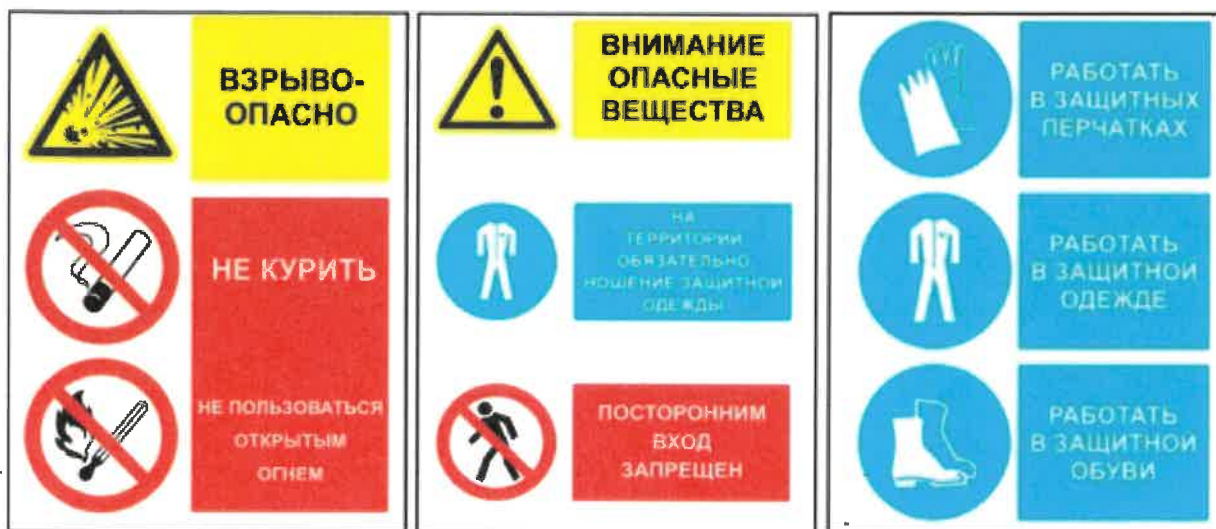 ВЗРЫВО-
ОПАСНО
НЕ КУРИТЬ
НЕ ПОЛЬЗОВАТЬСЯ
ОТКРЫТЫМ
ОГНЕМ
ВНИМАНИЕ
ОПАСНЫЕ
ВЕЩЕСТВА
НА
ТЕРРИТОРИИ
ОБЯЗАТЕЛЬНО
НОШЕНИЕ ЗАЩИТНОЙ
ОДЕЖДЫ
ПОСТОРОННИМ
ВХОД
ЗАПРЕЩЕН
РАБОТАТЬ
В ЗАЩИТНЫХ
ПЕРЧАТКАХ
РАБОТАТЬ
В ЗАЩИТНОЙ
ОДЕЖДЕ
РАБОТАТЬ
В ЗАЩИТНОЙ
ОБУВИ